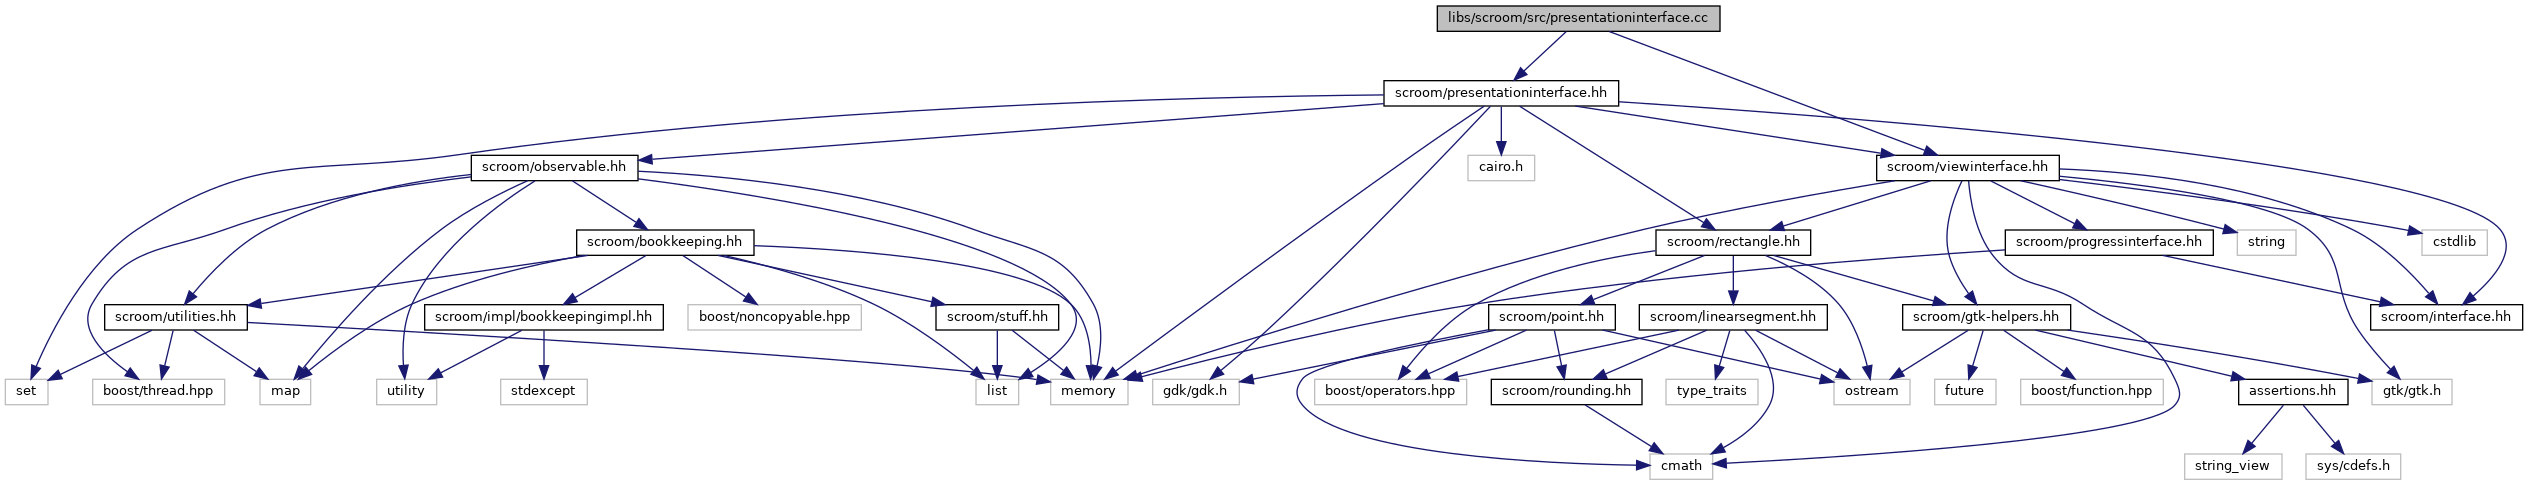 libs/scroom/src/presentationinterface.cc
scroom/presentationinterface.hh
scroom/observable.hh
cairo.h
scroom/viewinterface.hh
scroom/bookkeeping.hh
scroom/rectangle.hh
scroom/progressinterface.hh
string
cstdlib
scroom/utilities.hh
scroom/impl/bookkeepingimpl.hh
boost/noncopyable.hpp
scroom/stuff.hh
scroom/point.hh
scroom/linearsegment.hh
scroom/gtk-helpers.hh
scroom/interface.hh
set
boost/thread.hpp
map
utility
stdexcept
list
memory
gdk/gdk.h
boost/operators.hpp
scroom/rounding.hh
type_traits
ostream
future
boost/function.hpp
assertions.hh
gtk/gtk.h
cmath
string_view
sys/cdefs.h